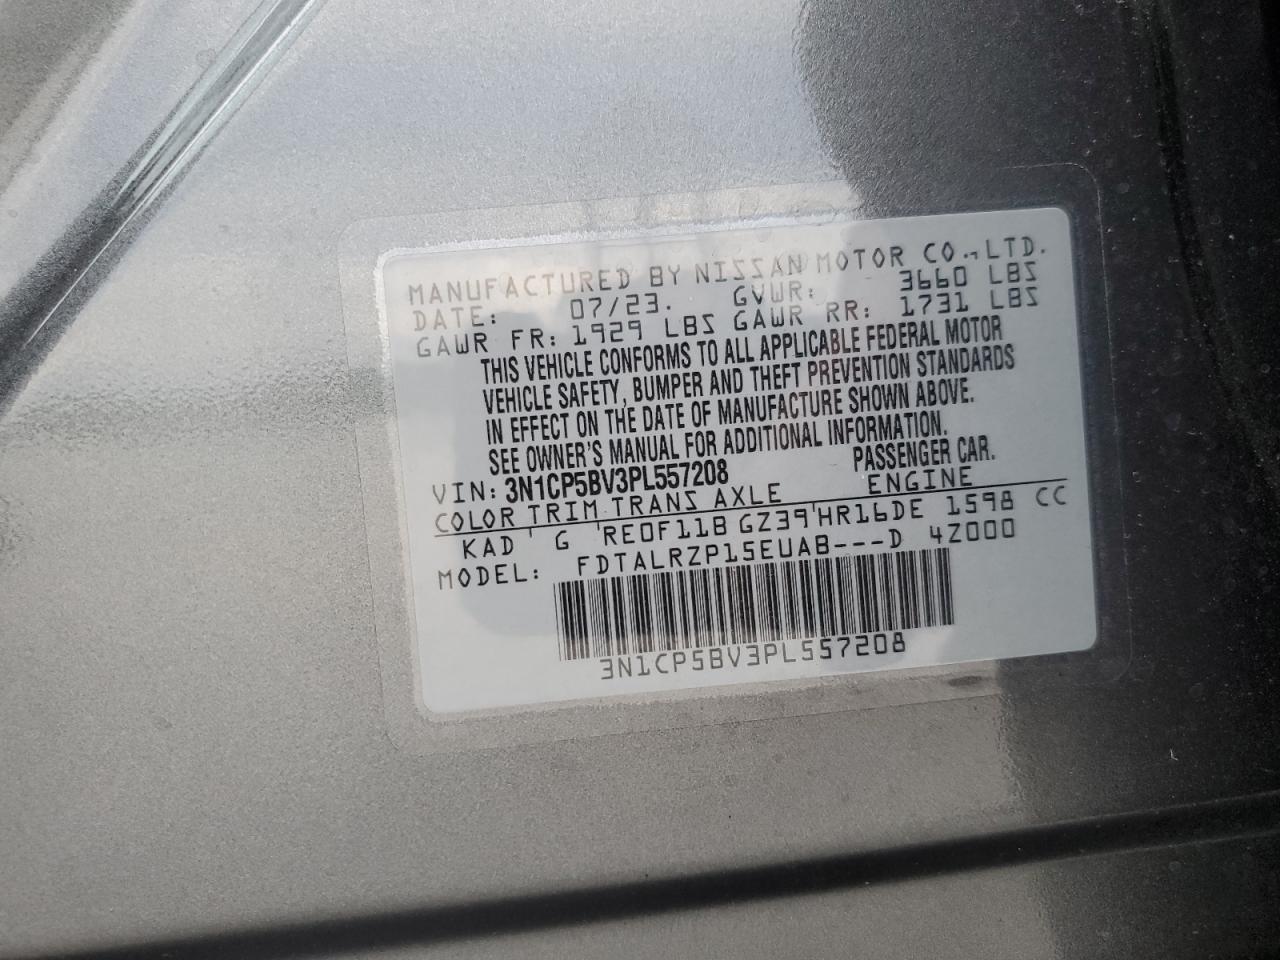 MANUFACTURED BY NISSAN MOTOR CO.,LTD.
DATE: 07/23. GVWR: 3660 LBS
GAWR FR: 1929 LBS GAWR RR: 1731 LBS
THIS VEHICLE CONFORMS TO ALL APPLICABLE FEDERAL MOTOR
VEHICLE SAFETY, BUMPER AND THEFT PREVENTION STANDARDS
IN EFFECT ON THE DATE OF MANUFACTURE SHOWN ABOVE.
SEE OWNER'S MANUAL FOR ADDITIONAL INFORMATION.
VIN: 3N1CP5BV3PL557208 PASSENGER CAR.
COLOR TRIM TRANS AXLE ENGINE
KAD G RE0F11B GZ39 HR16DE 1598 CC
MODEL: FDTALRZP15EUAB---D 4Z000
3N1CP5BV3PL557208